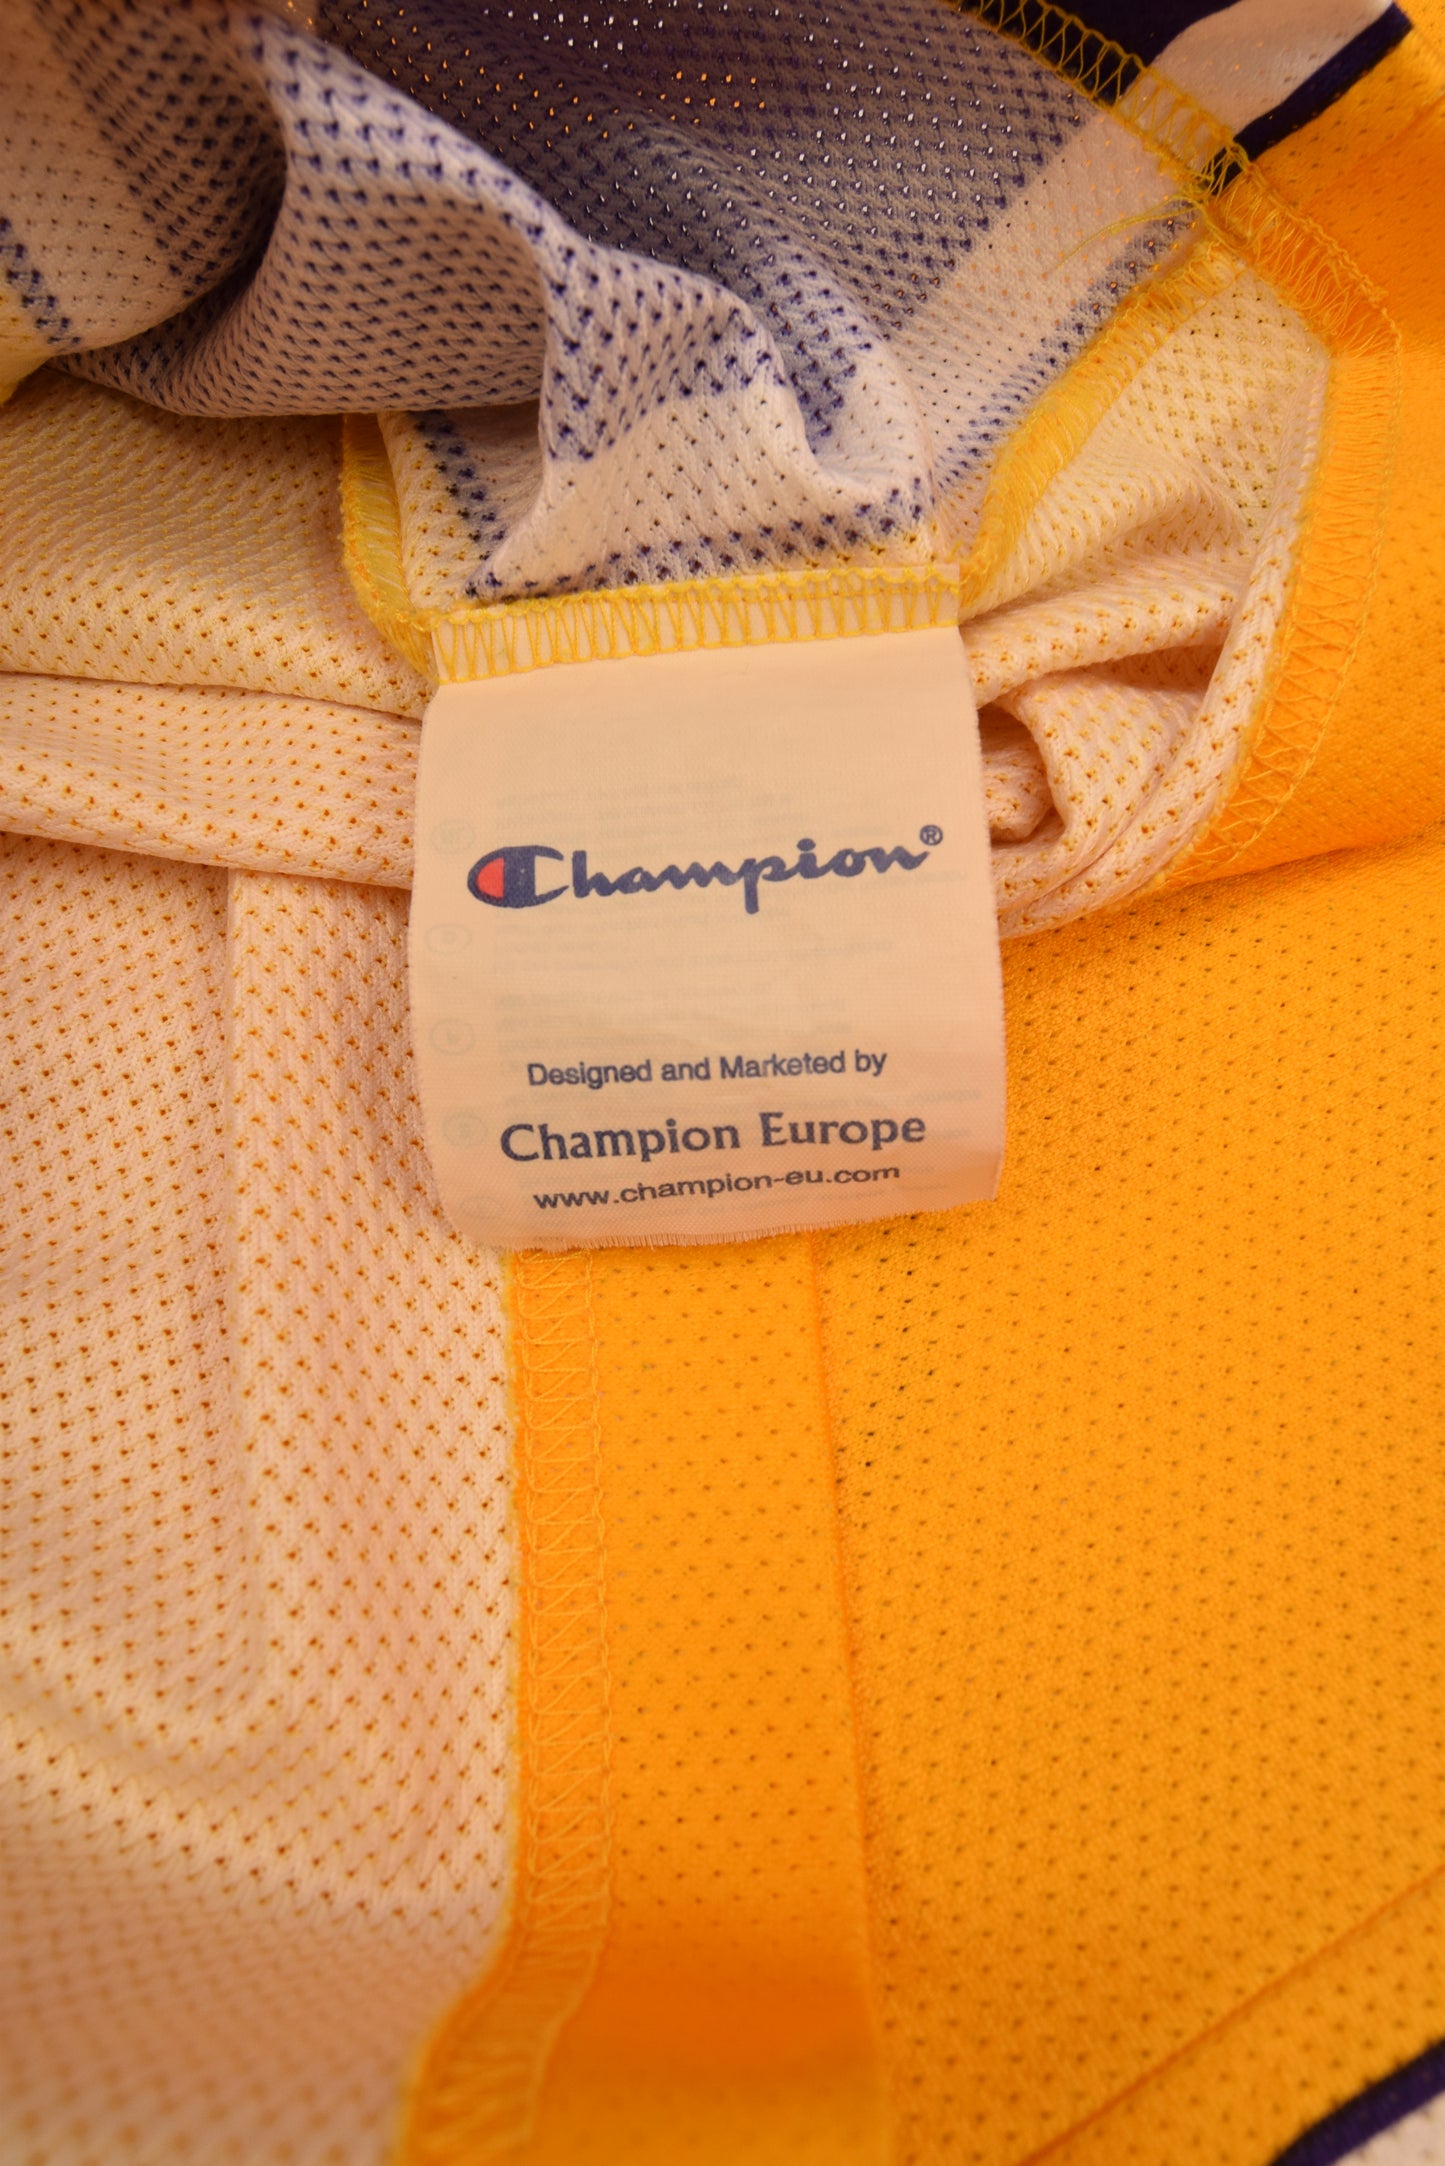 Champion®
Designed and Marketed by
Champion Europe
www.champion-eu.com